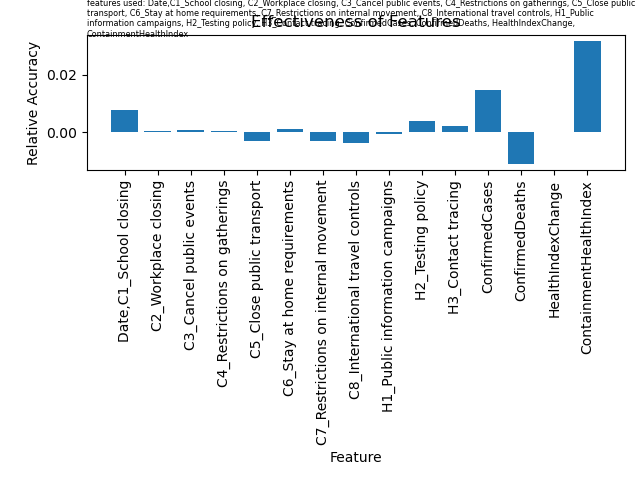 features used: Date,C1_School closing, C2_Workplace closing, C3_Cancel public events, C4_Restrictions on gatherings, C5_Close public
transport, C6_Stay at home requirements, C7_Restrictions on internal movement, C8_International travel controls, H1_Public
information campaigns, H2_Testing policy, H3_Contact tracing, ConfirmedCases, ConfirmedDeaths, HealthIndexChange,
ContainmentHealthIndex
Effectiveness of Features
Relative Accuracy
0.02
0.00
Date,C1_School closing
C2_Workplace closing
C3_Cancel public events
C4_Restrictions on gatherings
C5_Close public transport
C6_Stay at home requirements
C7_Restrictions on internal movement
C8_International travel controls
H1_Public information campaigns
H2_Testing policy
H3_Contact tracing
ConfirmedCases
ConfirmedDeaths
HealthIndexChange
ContainmentHealthIndex
Feature